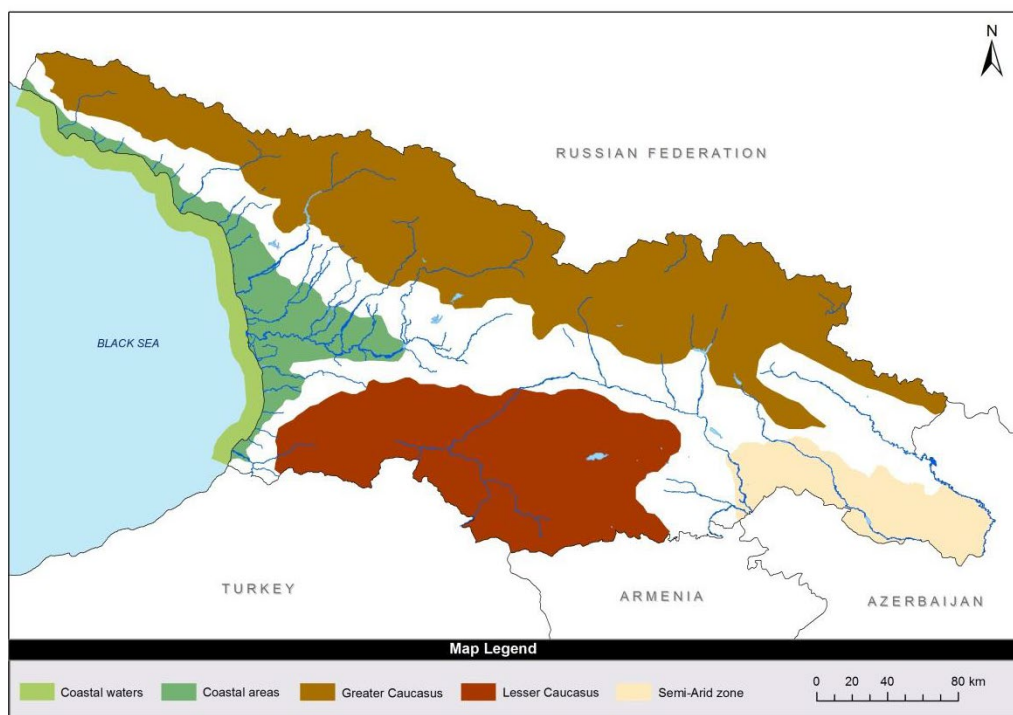 N
RUSSIAN FEDERATION
BLACK SEA
TURKEY
ARMENIA
AZERBAIJAN
Map Legend
Coastal waters
Coastal areas
Greater Caucasus
Lesser Caucasus
Semi-Arid zone
0 20 40 80 km